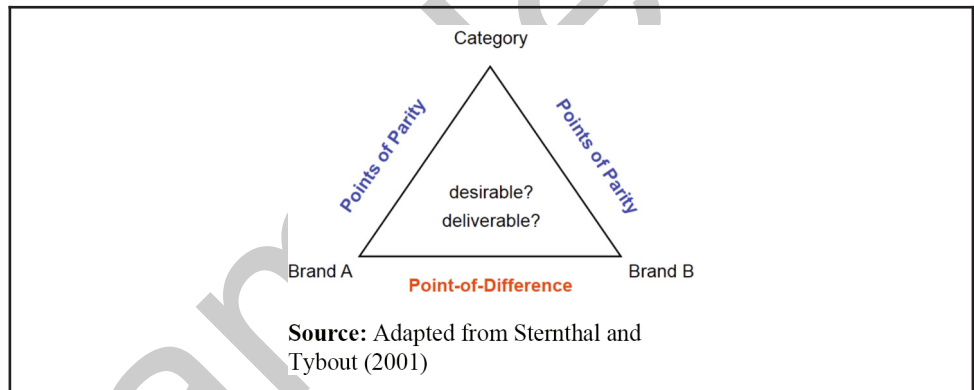 Category
Points of Parity
Points of Parity
desirable?
deliverable?
Brand A
Brand B
Point-of-Difference
Source: Adapted from Sternthal and
Tybout (2001)